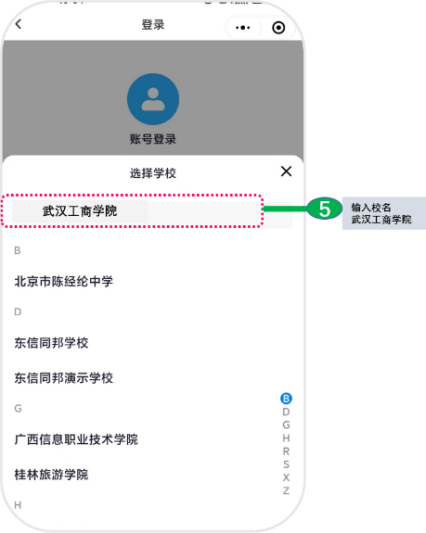 登录
账号登录
选择学校
武汉工商学院
5
输入校名
武汉工商学院
B
北京市陈经纶中学
D
东信同邦学校
东信同邦演示学校
G
广西信息职业技术学院
桂林旅游学院
H
B
D
G
H
R
S
X
Z